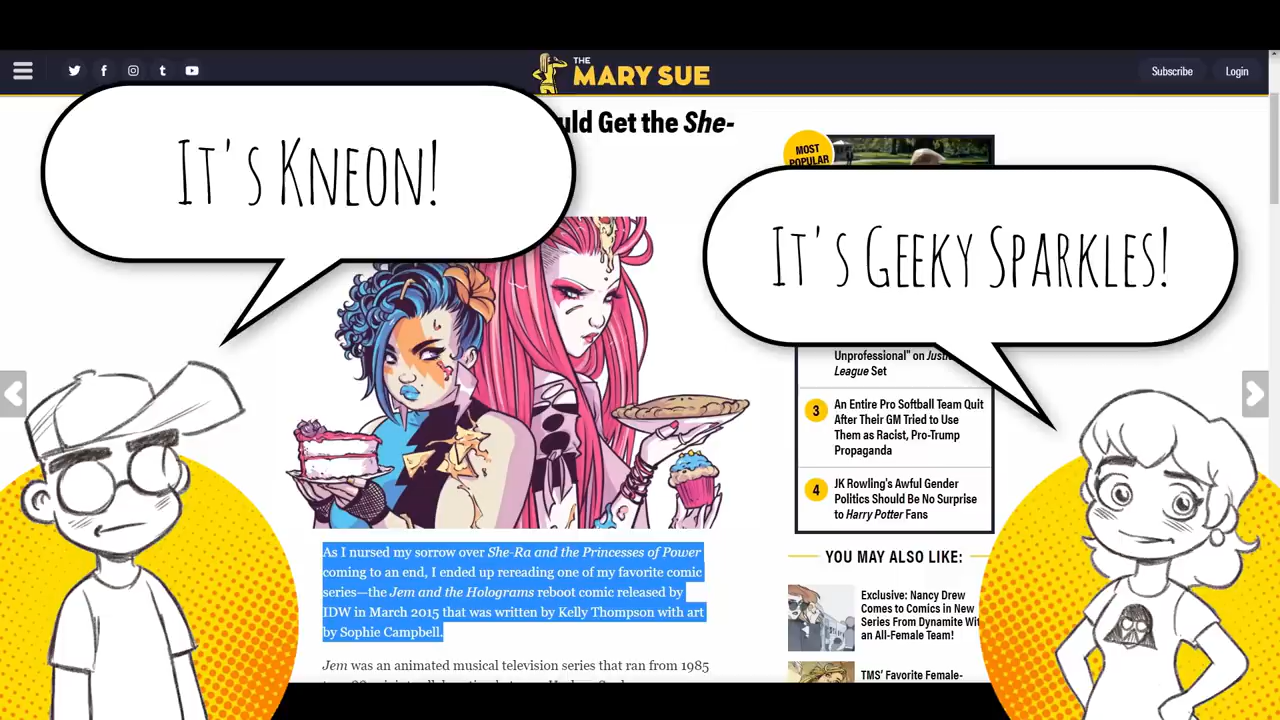 THE
MARY SUE
Subscribe
Login
uld Get the She-
It's Kneon!
It's Geeky Sparkles!
MOST
POPULAR
Unprofessional" on
League Set
3
An Entire Pro Softball Team Quit
After Their GM Tried to Use
Them as Racist, Pro-Trump
Propaganda
4
JK Rowling's Awful Gender
Politics Should Be No Surprise
to Harry Potter Fans
YOU MAY ALSO LIKE:
Exclusive: Nancy Drew
Comes to Comics in New
Series From Dynamite
an All-Female Team!
TMS' Favorite Female-
As I nursed my sorrow over She-Ra and the Princesses of Power
coming to an end, I ended up rereading one of my favorite comic
series—the Jem and the Holograms reboot comic released by
IDW in March 2015 that was written by Kelly Thompson with art
by Sophie Campbell.
Jem was an animated musical television series that ran from 1985